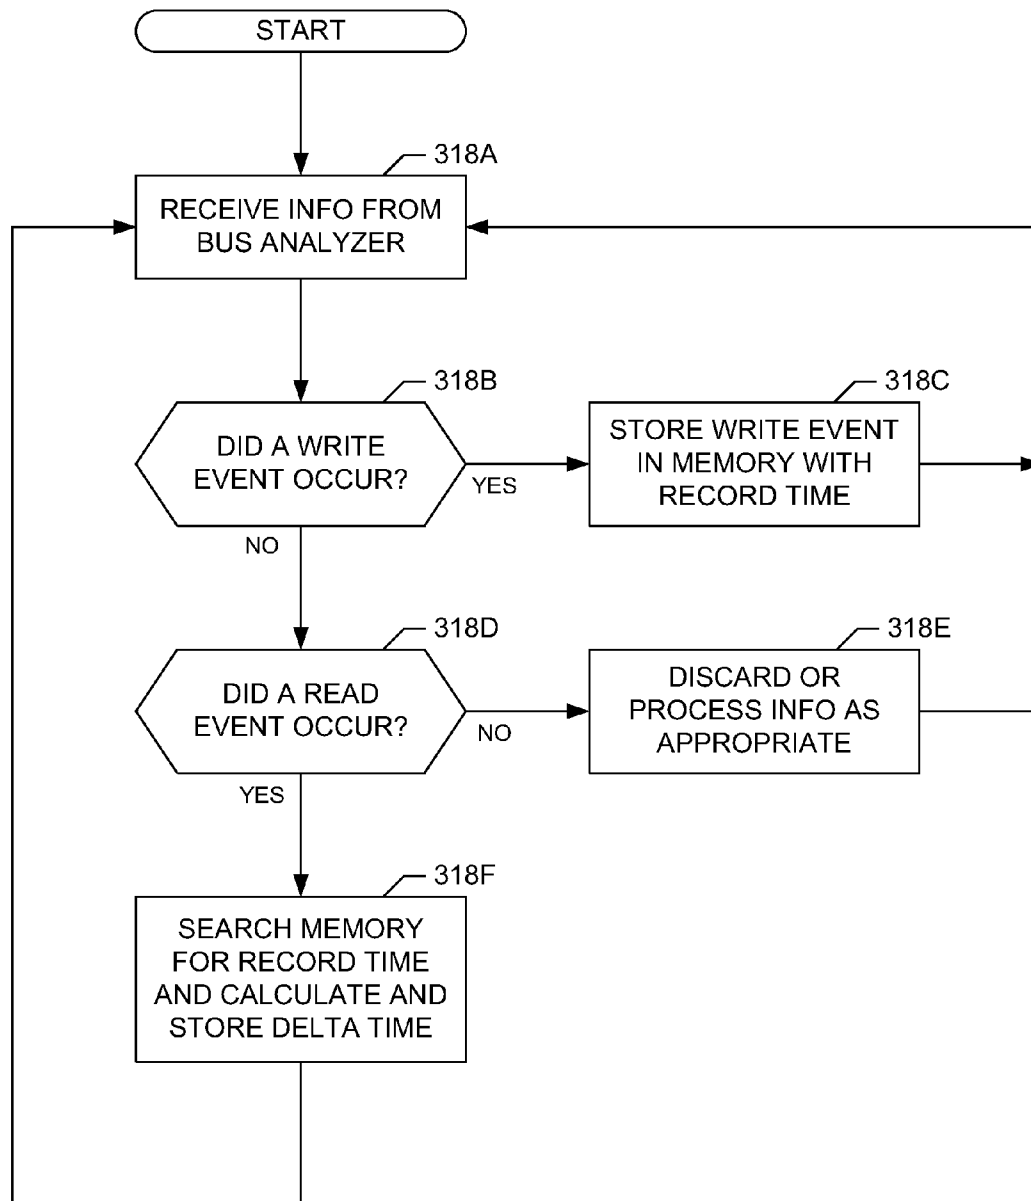 START
318A
RECEIVE INFO FROM
BUS ANALYZER
318B
DID A WRITE
EVENT OCCUR?
YES
NO
318C
STORE WRITE EVENT
IN MEMORY WITH
RECORD TIME
318D
DID A READ
EVENT OCCUR?
NO
YES
318E
DISCARD OR
PROCESS INFO AS
APPROPRIATE
318F
SEARCH MEMORY
FOR RECORD TIME
AND CALCULATE AND
STORE DELTA TIME